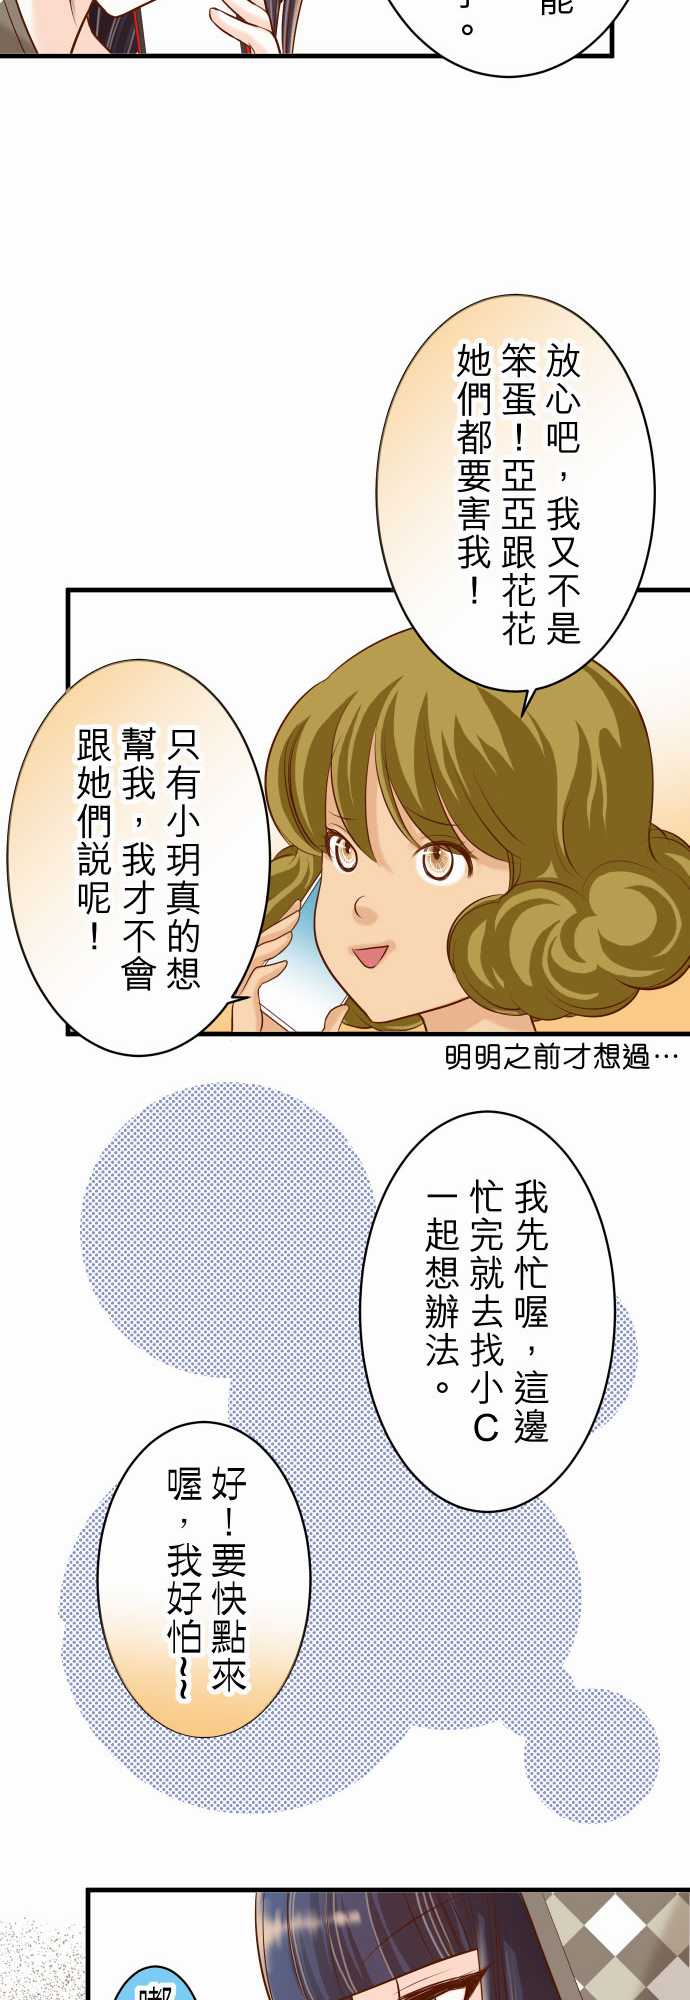 能
。
放心吧，我又不是
笨蛋！亞亞跟花花
她們都要害我！
只有小玥真的想
幫我，我才不會
跟她們說呢！
明明之前才想過…
我先忙喔，這邊
忙完就去找小C
一起想辦法。
好！要快點來
喔，我好怕~~
嘟